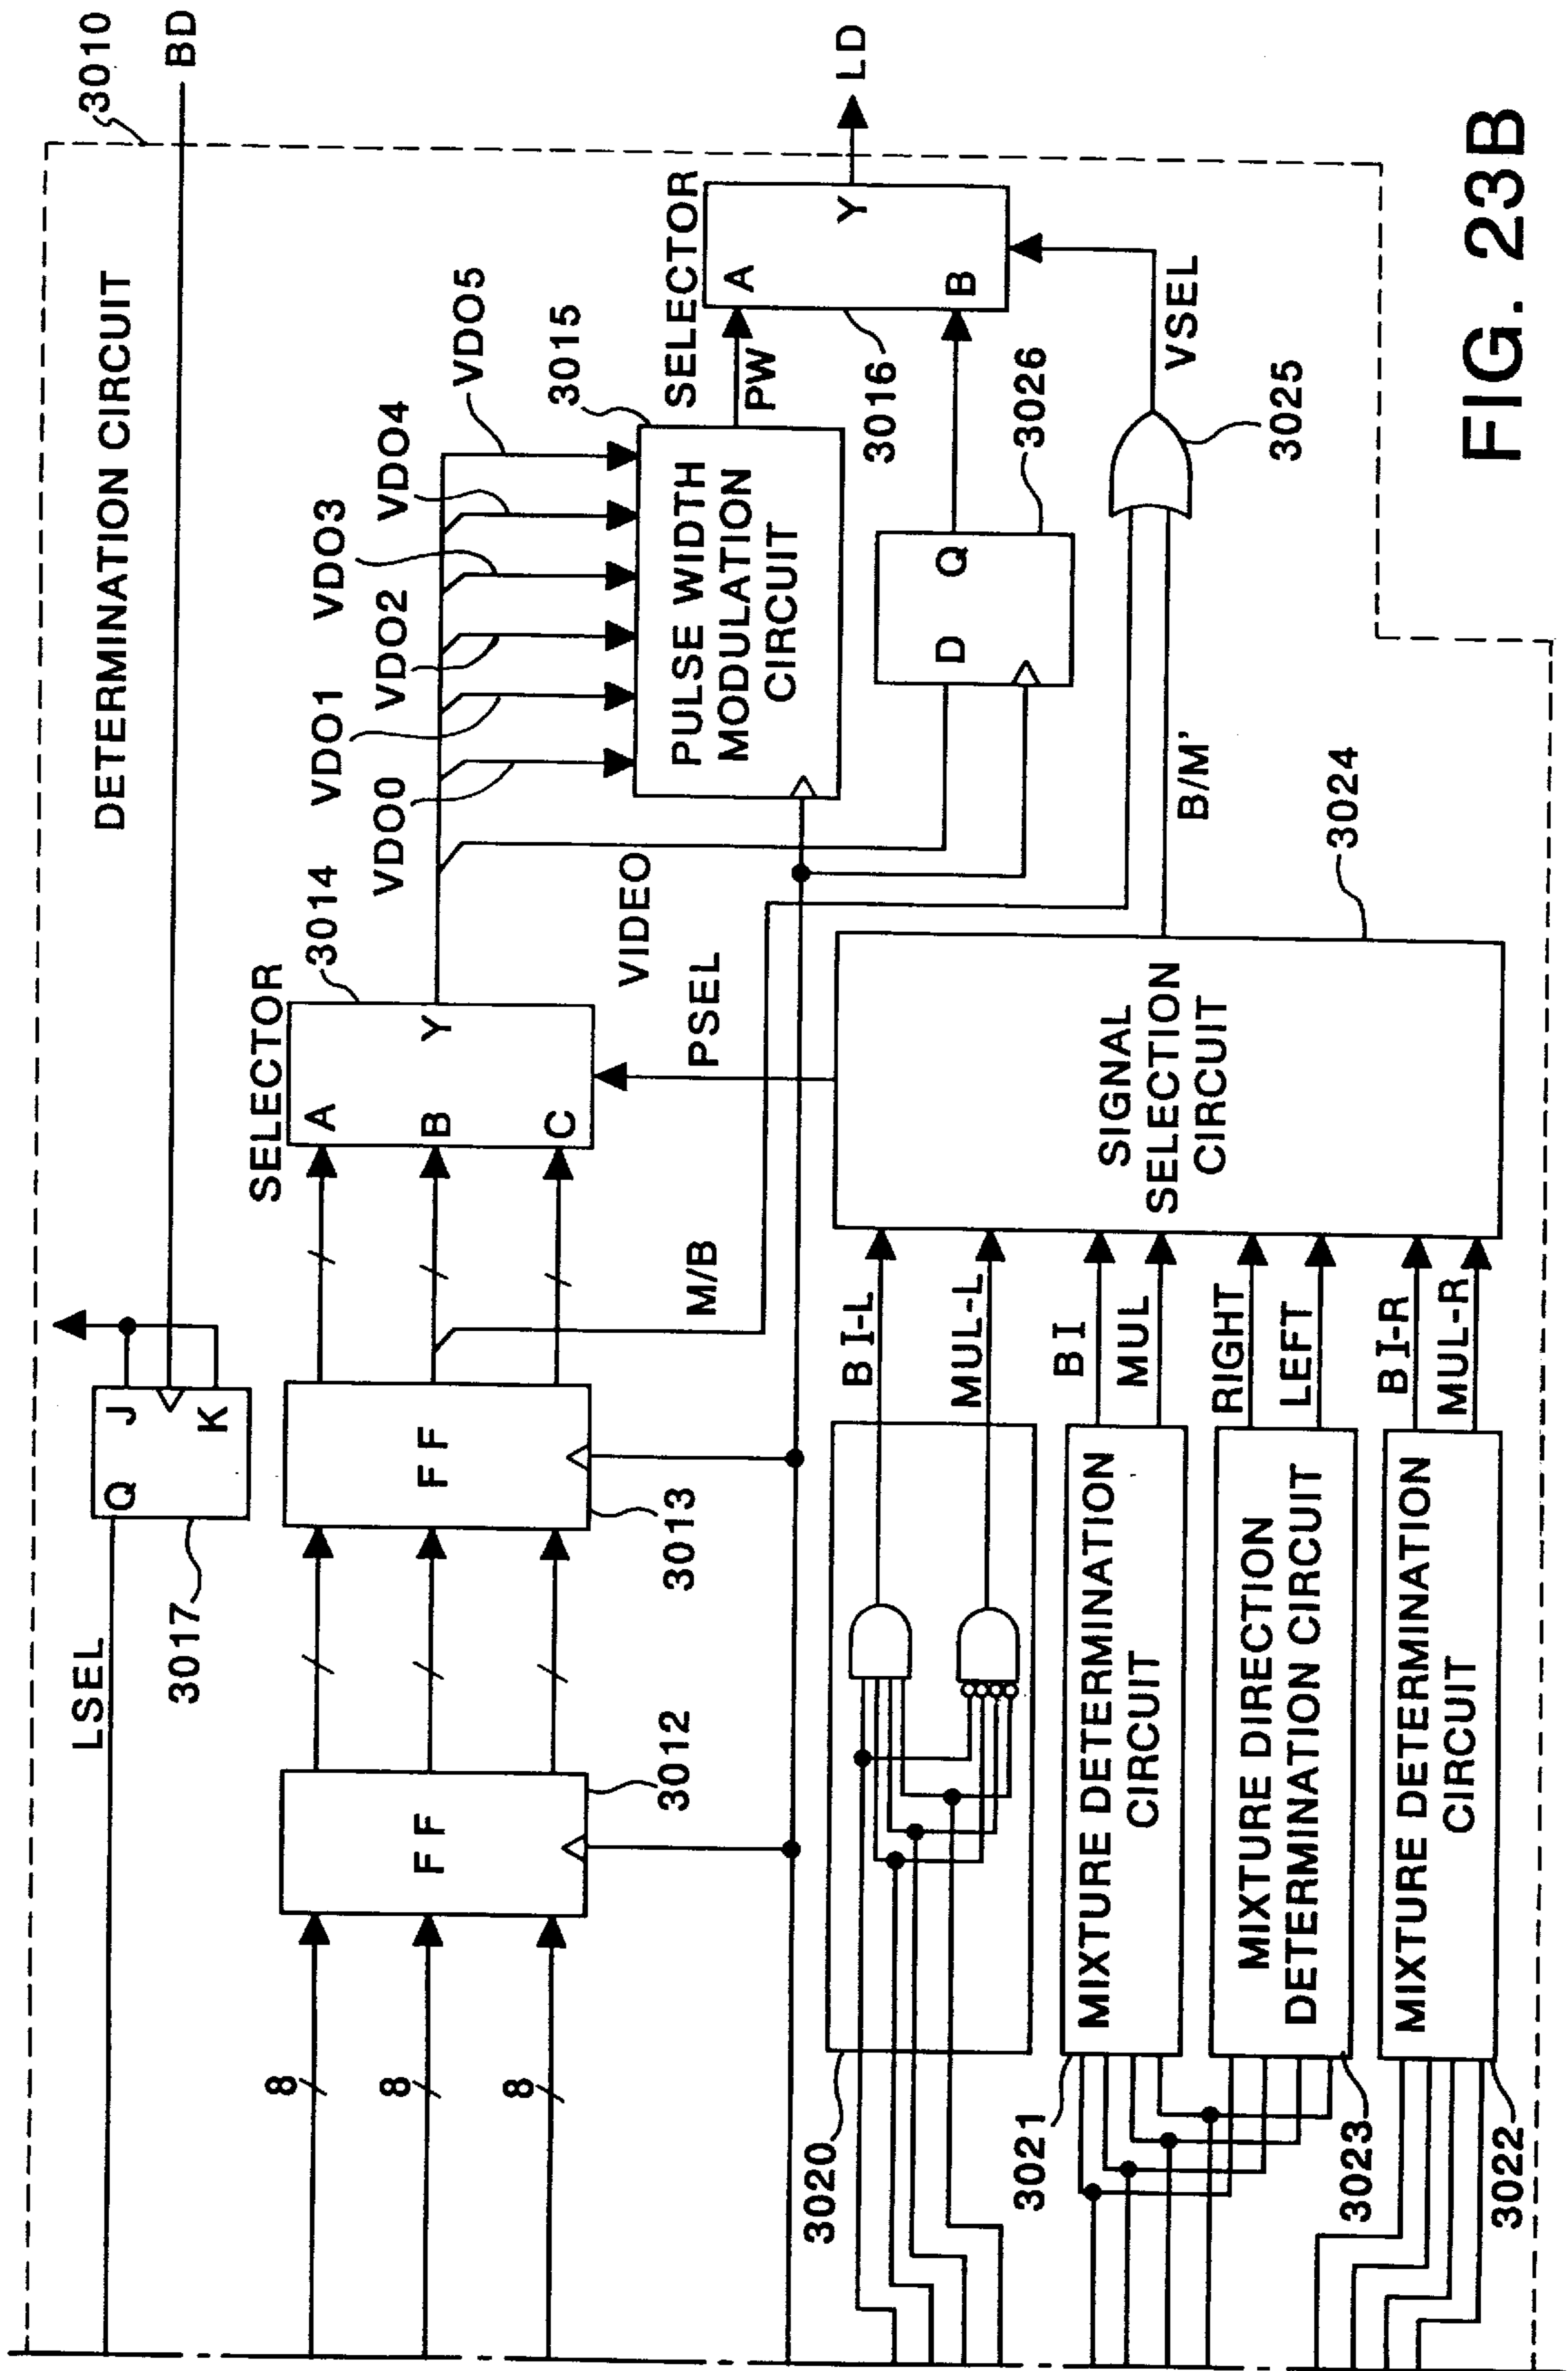 3010
BD
DETERMINATION CIRCUIT
J
K
Q
LSEL
3017
8
8
8
FF
3012
FF
3013
SELECTOR
A
B
C
Y
3014
M/B
PSEL
VIDEO
VDO0
VDO1
VDO2
VDO3
VDO4
VDO5
3015
PULSE WIDTH
MODULATION
CIRCUIT
PW
SELECTOR
A
B
Y
LD
3016
D
Q
3026
VSEL
3025
B/M'
3024
SIGNAL
SELECTION
CIRCUIT
BI-L
MUL-L
BI
MUL
RIGHT
LEFT
BI-R
MUL-R
3020
MIXTURE DETERMINATION
CIRCUIT
3021
MIXTURE DIRECTION
DETERMINATION CIRCUIT
3023
MIXTURE DETERMINATION
CIRCUIT
3022
FIG. 23B